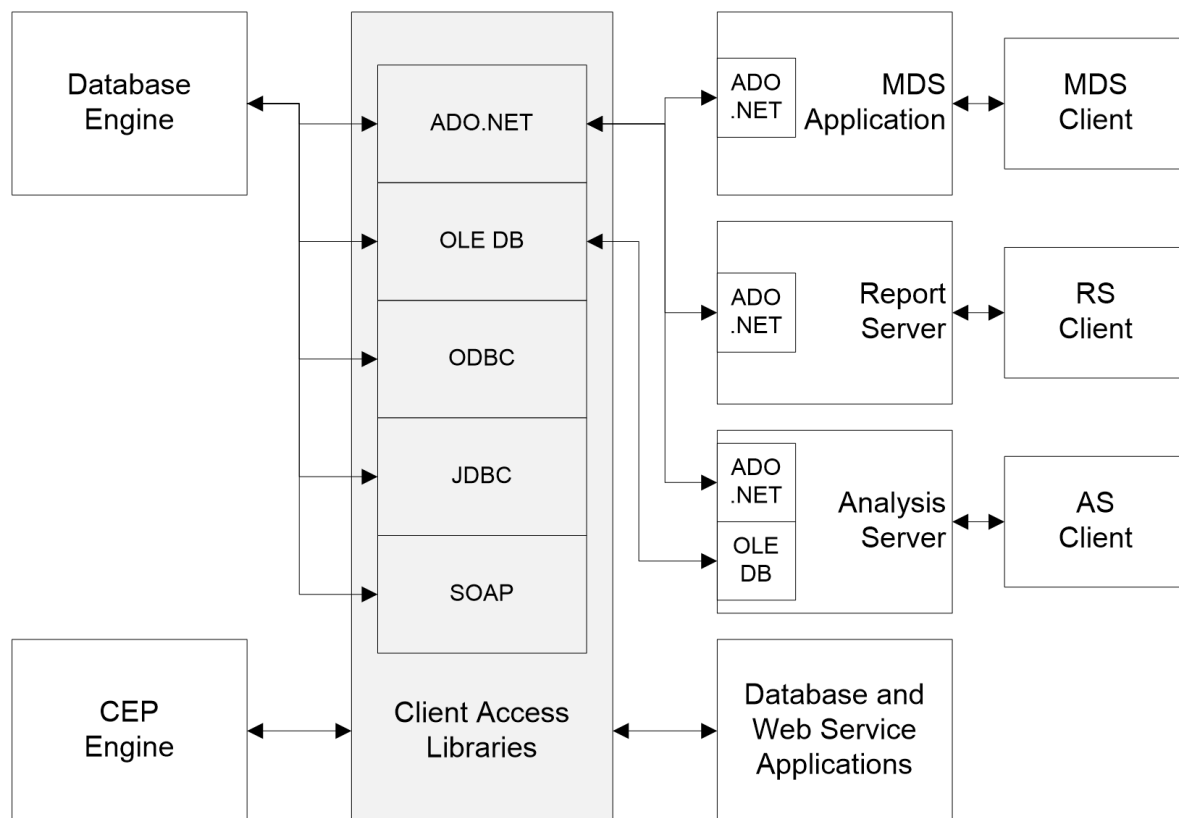 Database
Engine
ADO.NET
OLE DB
ODBC
JDBC
SOAP
Client Access
Libraries
CEP
Engine
ADO
.NET
MDS
Application
MDS
Client
ADO
.NET
Report
Server
RS
Client
ADO
.NET
OLE
DB
Analysis
Server
AS
Client
Database and
Web Service
Applications